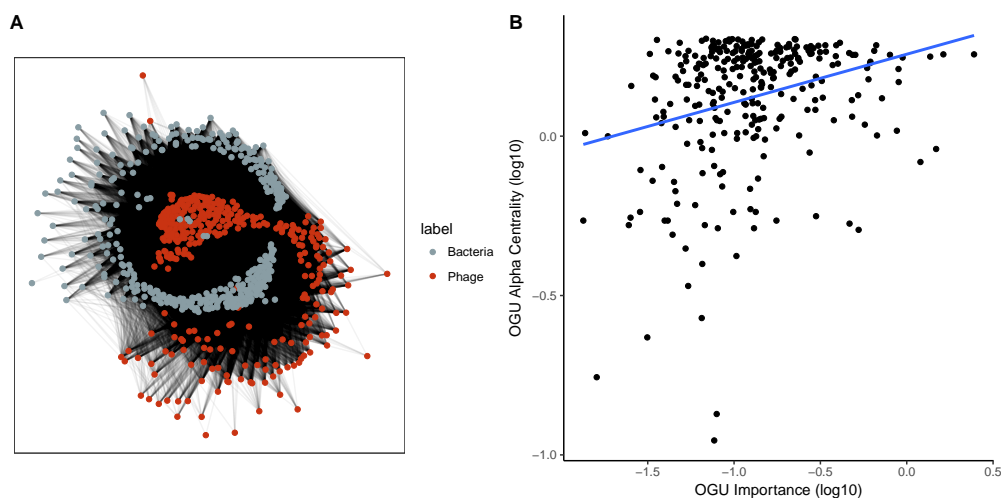 A
label
Bacteria
Phage
B
OGU Alpha Centrality (log10)
0.0
−0.5
−1.0
−1.5
−1.0
−0.5
0.0
0.5
OGU Importance (log10)